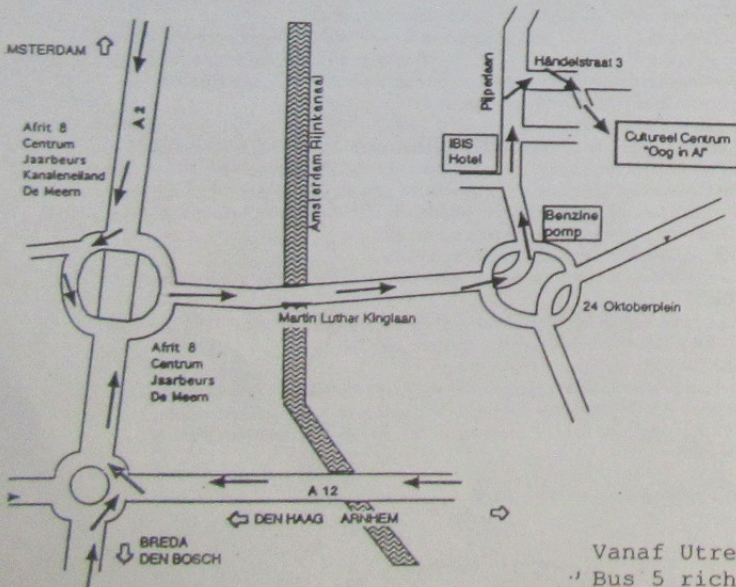 MSTERDAM
A 2
Afrit 8
Centrum
Jaarbeurs
Kanaleneiland
De Meern
Amsterdam Rijnkanaal
Pijperlaan
Händelstraat 3
IBIS
Hotel
Cultureel Centrum
"Oog in Al"
Benzine
pomp
24 Oktoberplein
Martin Luthar Kinglaan
Afrit 8
Centrum
Jaarbeurs
De Meern
A 12
DEN HAAG ARNHEM
BREDA
DEN BOSCH
Vanaf Utre
Bus 5 rich